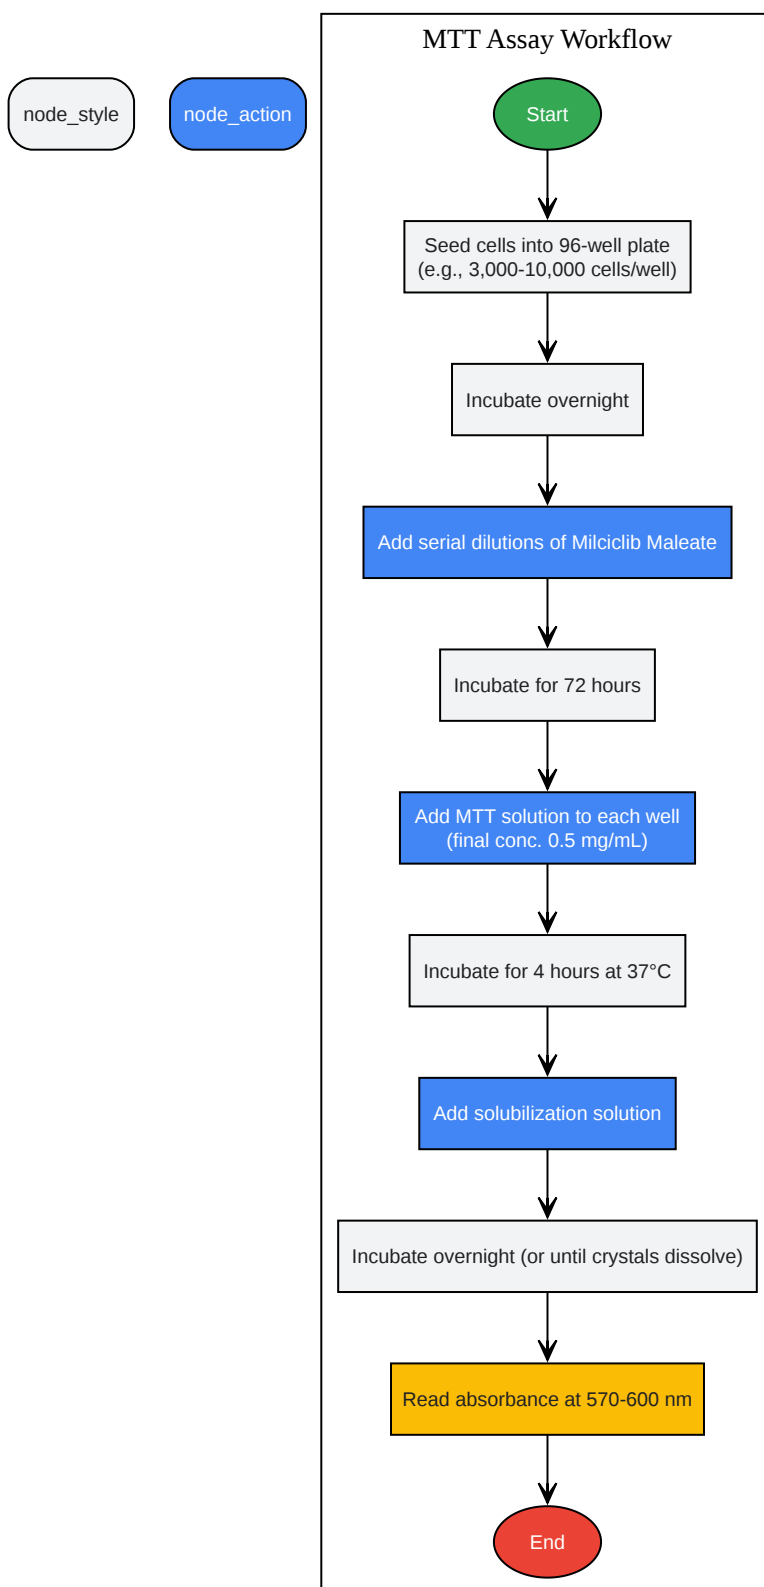 MTT Assay Workflow
node_style
node_action
Start
Seed cells into 96-well plate
(e.g., 3,000-10,000 cells/well)
Incubate overnight
Add serial dilutions of Milciclib Maleate
Incubate for 72 hours
Add MTT solution to each well
(final conc. 0.5 mg/mL)
Incubate for 4 hours at 37°C
Add solubilization solution
Incubate overnight (or until crystals dissolve)
Read absorbance at 570-600 nm
End